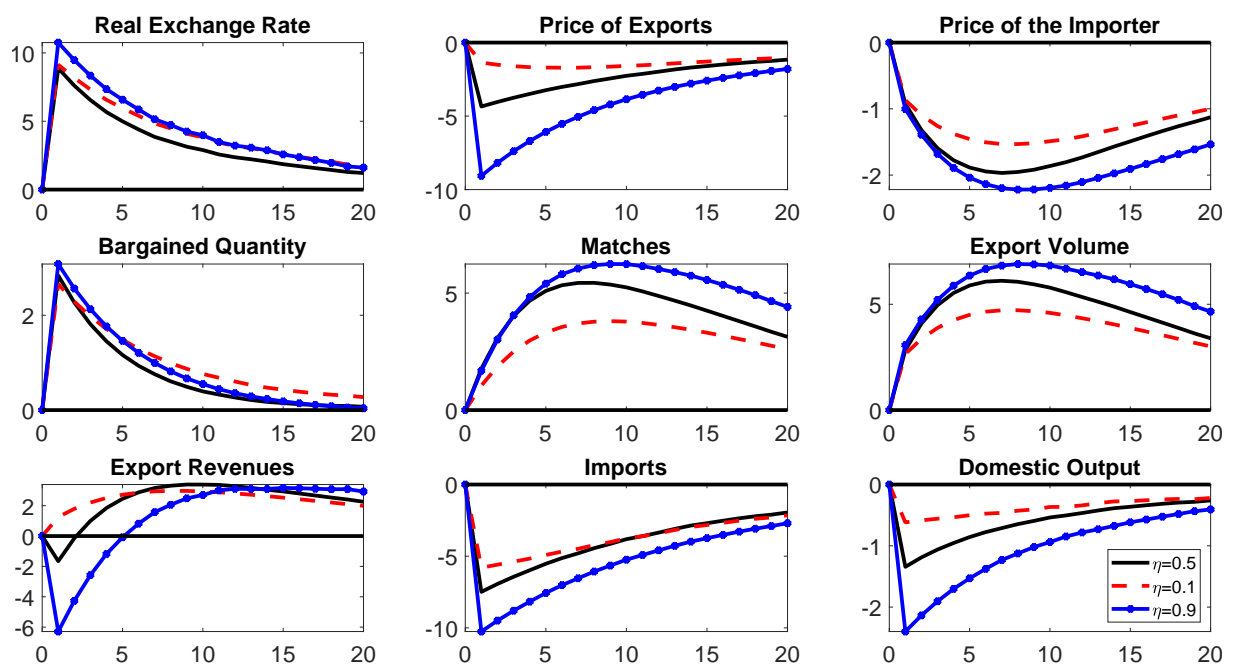 Real Exchange Rate
Price of Exports
Price of the Importer
10
5
0
0 5 10 15 20
0
-5
-10
0 5 10 15 20
0
-1
-2
0 5 10 15 20
Bargained Quantity
Matches
Export Volume
2
0
0 5 10 15 20
5
0
0 5 10 15 20
5
0
0 5 10 15 20
Export Revenues
Imports
Domestic Output
2
0
-2
-4
-6
0 5 10 15 20
0
-5
-10
0 5 10 15 20
0
-1
-2
0 5 10 15 20
η=0.5
η=0.1
η=0.9